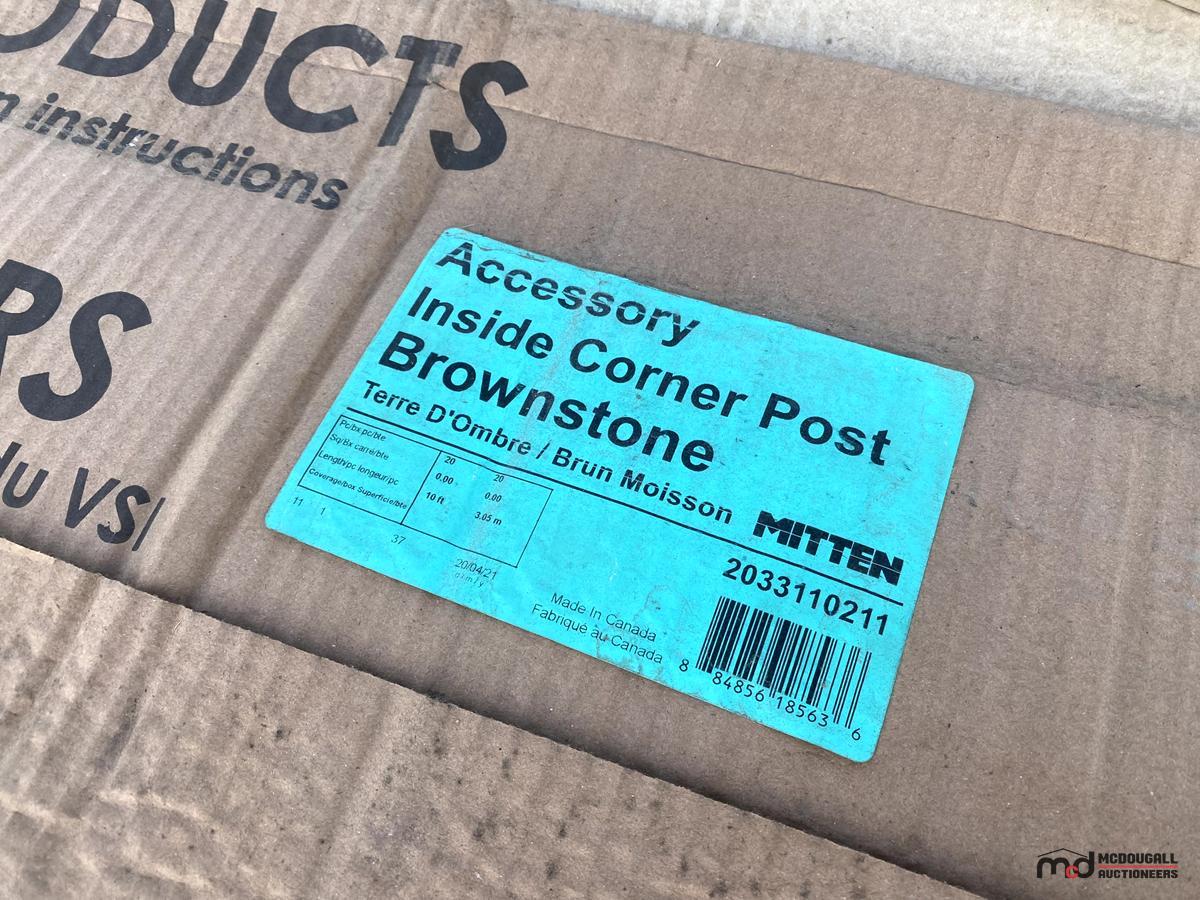 ODUCTS
n instructions
RS
du VSI
Accessory
Inside Corner Post
Brownstone
Terre D'Ombre / Brun Moisson
Pc/bx pc/bte 20 20
Sq/Bx carré/bte 0.00 0.00
Length/pc longeur/pc 10 ft 3.05 m
Coverage/box Superficie/bte
11 1
37
20/04/21
d / m / y
MITTEN
2033110211
Made In Canada
Fabriqué au Canada
8 84856 18563 6
mcd MCDOUGALL
AUCTIONEERS